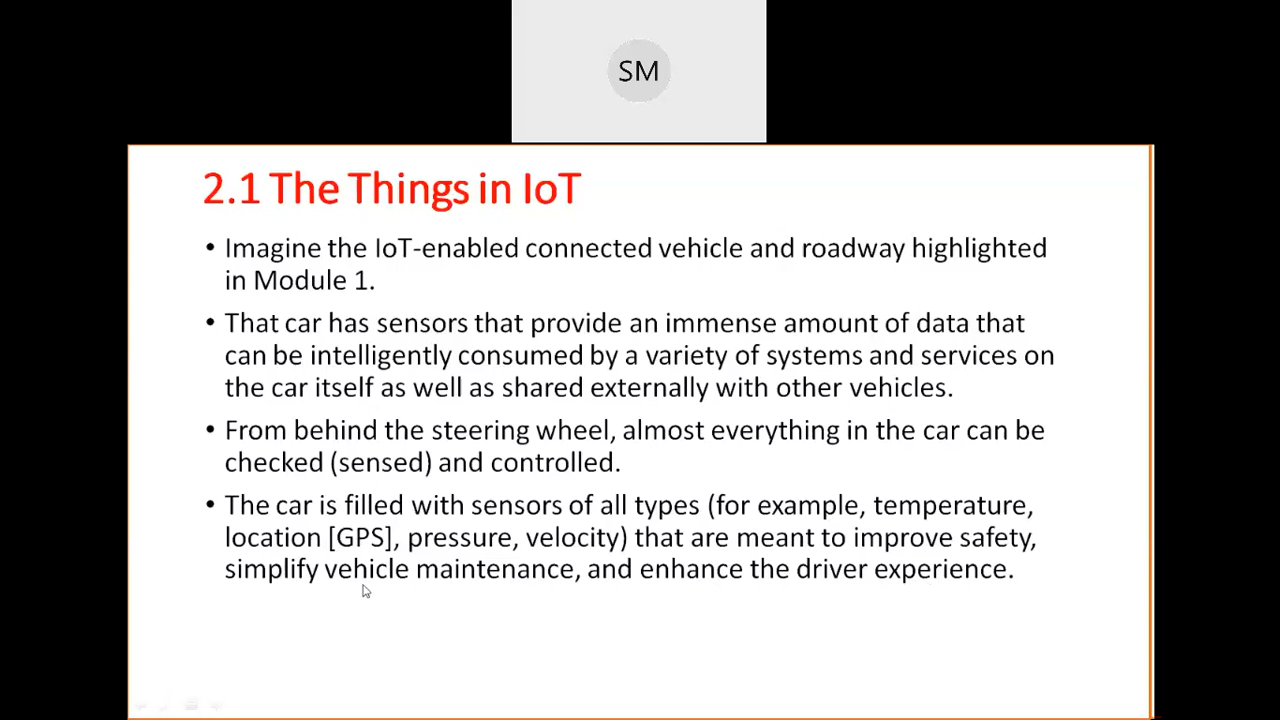 SM
2.1 The Things in IoT
• Imagine the IoT-enabled connected vehicle and roadway highlighted
in Module 1.
• That car has sensors that provide an immense amount of data that
can be intelligently consumed by a variety of systems and services on
the car itself as well as shared externally with other vehicles.
• From behind the steering wheel, almost everything in the car can be
checked (sensed) and controlled.
• The car is filled with sensors of all types (for example, temperature,
location [GPS], pressure, velocity) that are meant to improve safety,
simplify vehicle maintenance, and enhance the driver experience.